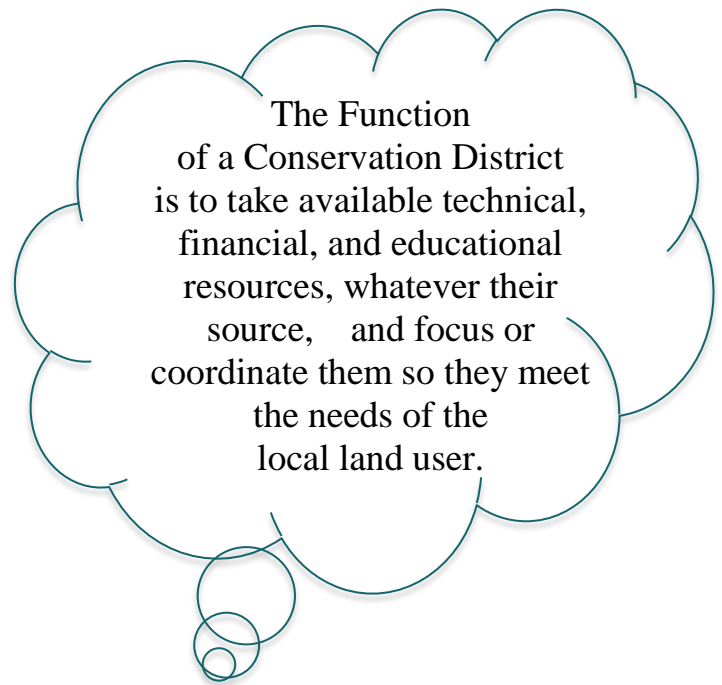 The Function
of a Conservation District
is to take available technical,
financial, and educational
resources, whatever their
source,    and focus or
coordinate them so they meet
the needs of the
local land user.